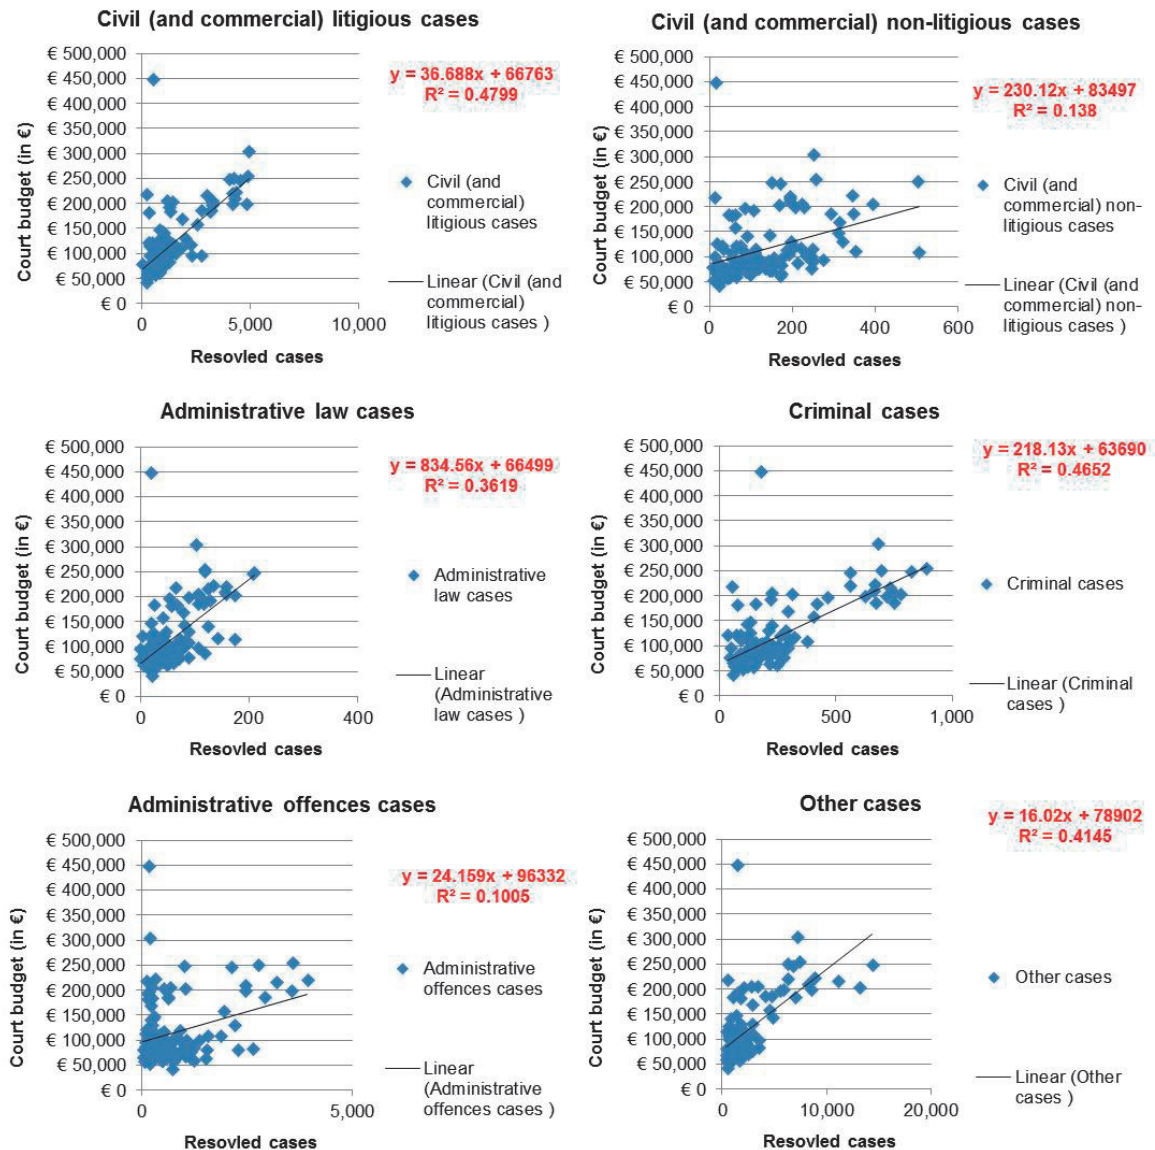 Civil (and commercial) litigious cases
€ 500,000
€ 450,000
€ 400,000
€ 350,000
€ 300,000
€ 250,000
€ 200,000
€ 150,000
€ 100,000
€ 50,000
€ 0
Court budget (in €)
0
5,000
10,000
Resovled cases
y = 36.688x + 66763
R² = 0.4799
Civil (and
commercial)
litigious cases
Linear (Civil (and
commercial)
litigious cases )
Civil (and commercial) non-litigious cases
€ 500,000
€ 450,000
€ 400,000
€ 350,000
€ 300,000
€ 250,000
€ 200,000
€ 150,000
€ 100,000
€ 50,000
€ 0
Court budget (in €)
0
200
400
600
Resovled cases
y = 230.12x + 83497
R² = 0.138
Civil (and
commercial) non-
litigious cases
Linear (Civil (and
commercial) non-
litigious cases )
Administrative law cases
€ 500,000
€ 450,000
€ 400,000
€ 350,000
€ 300,000
€ 250,000
€ 200,000
€ 150,000
€ 100,000
€ 50,000
€ 0
Court budget (in €)
0
200
400
Resovled cases
y = 834.56x + 66499
R² = 0.3619
Administrative
law cases
Linear
(Administrative
law cases )
Criminal cases
€ 500,000
€ 450,000
€ 400,000
€ 350,000
€ 300,000
€ 250,000
€ 200,000
€ 150,000
€ 100,000
€ 50,000
€ 0
Court budget (in €)
0
500
1,000
Resovled cases
y = 218.13x + 63690
R² = 0.4652
Criminal cases
Linear (Criminal
cases )
Administrative offences cases
€ 500,000
€ 450,000
€ 400,000
€ 350,000
€ 300,000
€ 250,000
€ 200,000
€ 150,000
€ 100,000
€ 50,000
€ 0
Court budget (in €)
0
5,000
Resovled cases
y = 24.159x + 96332
R² = 0.1005
Administrative
offences cases
Linear
(Administrative
offences cases )
Other cases
€ 500,000
€ 450,000
€ 400,000
€ 350,000
€ 300,000
€ 250,000
€ 200,000
€ 150,000
€ 100,000
€ 50,000
€ 0
Court budget (in €)
0
10,000
20,000
Resovled cases
y = 16.02x + 78902
R² = 0.4145
Other cases
Linear (Other
cases )